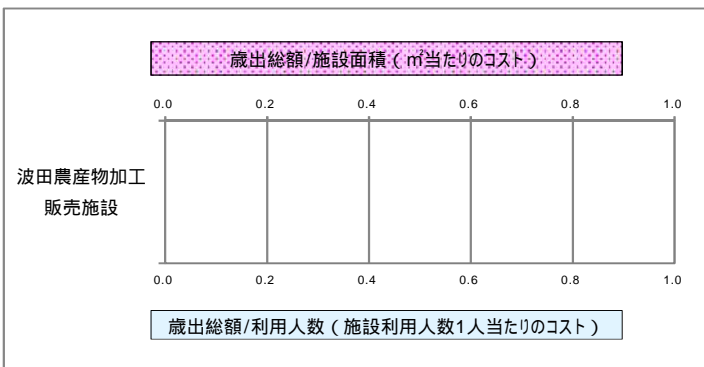 歳出総額/施設面積（㎡当たりのコスト）
0.0 0.2 0.4 0.6 0.8 1.0
波田農産物加工
販売施設
0.0 0.2 0.4 0.6 0.8 1.0
歳出総額/利用人数（施設利用人数1人当たりのコスト）